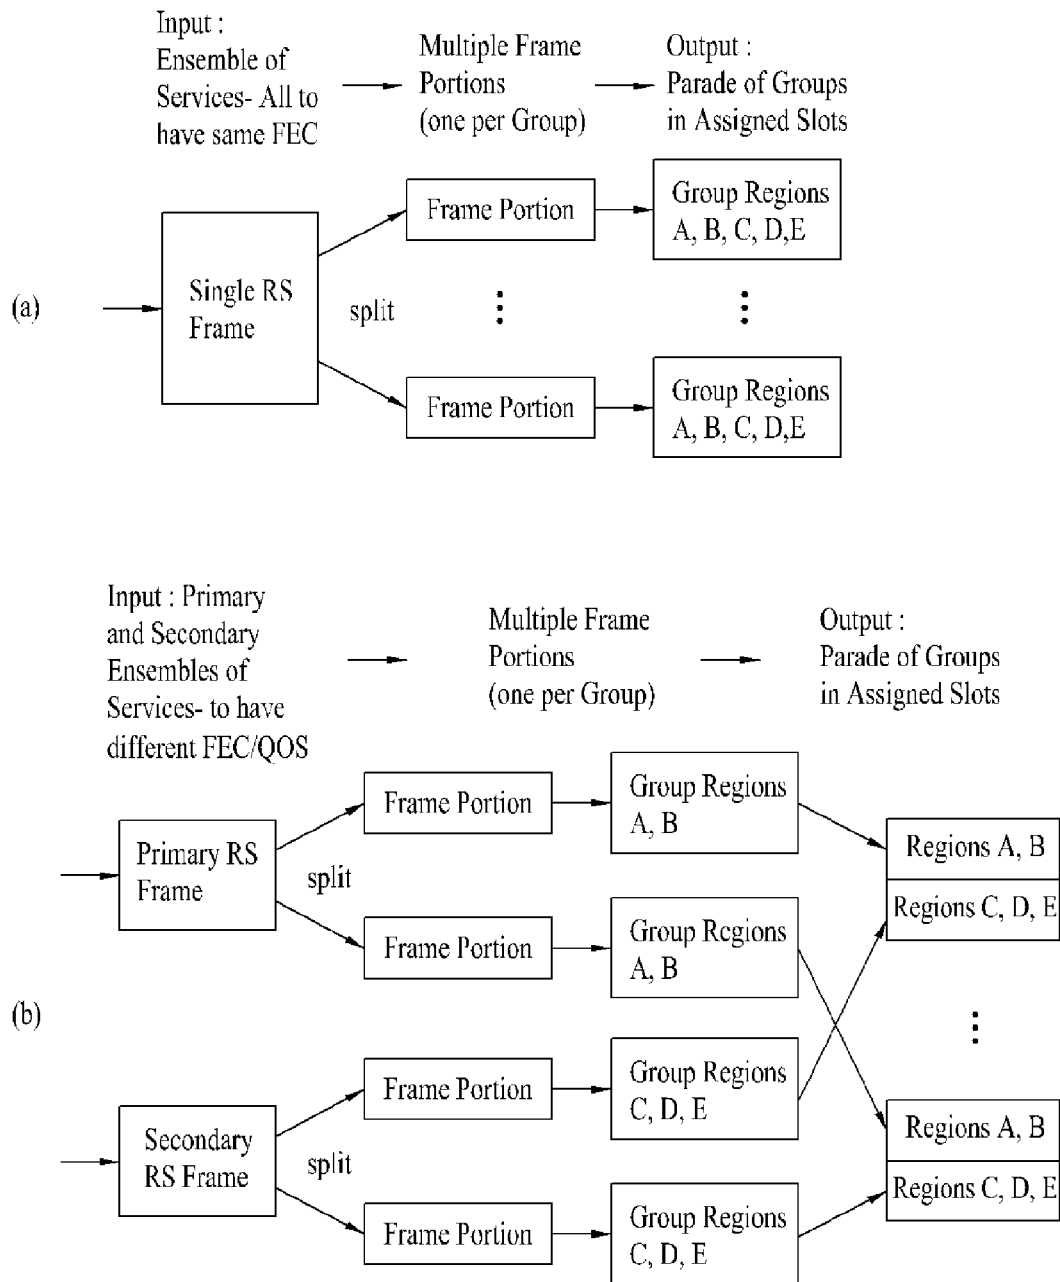 Input :
Ensemble of
Services- All to
have same FEC
Multiple Frame
Portions
(one per Group)
Output :
Parade of Groups
in Assigned Slots
(a)
Single RS
Frame
split
Frame Portion
Group Regions
A, B, C, D,E
Frame Portion
Group Regions
A, B, C, D,E
Input : Primary
and Secondary
Ensembles of
Services- to have
different FEC/QOS
Multiple Frame
Portions
(one per Group)
Output :
Parade of Groups
in Assigned Slots
(b)
Primary RS
Frame
split
Frame Portion
Group Regions
A, B
Frame Portion
Group Regions
A, B
Secondary
RS Frame
split
Frame Portion
Group Regions
C, D, E
Frame Portion
Group Regions
C, D, E
Regions A, B
Regions C, D, E
Regions A, B
Regions C, D, E